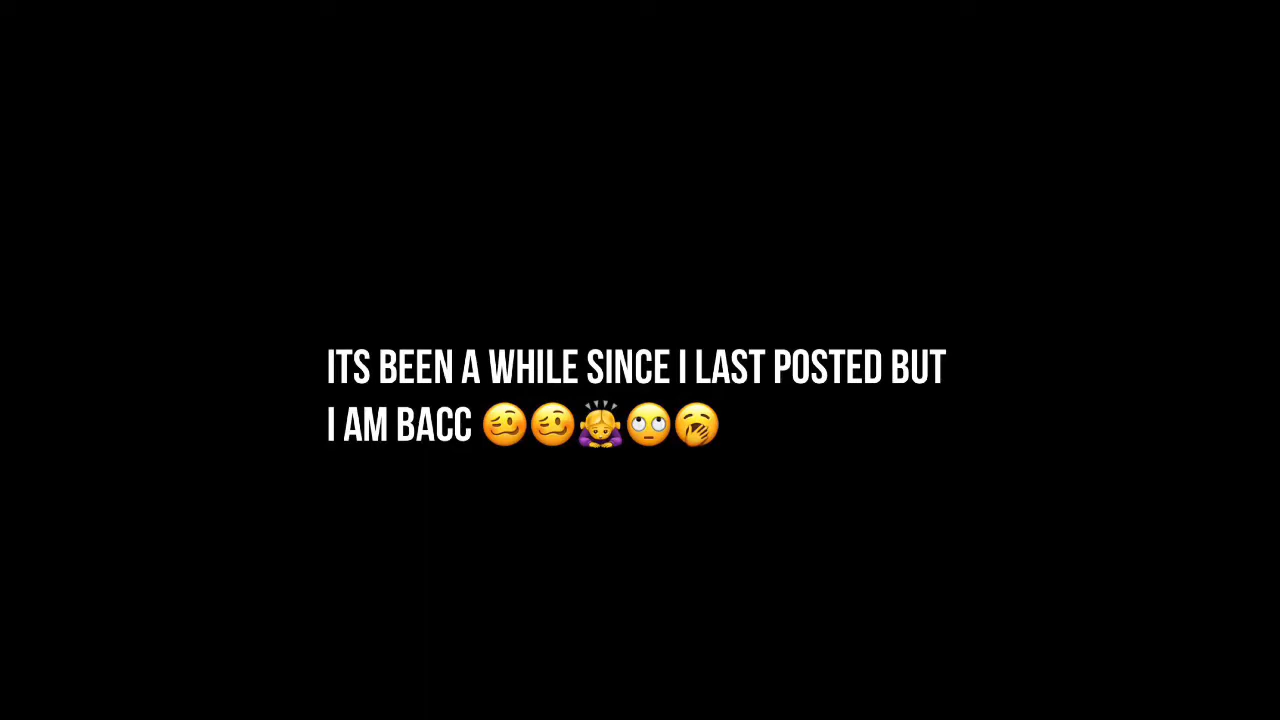 ITS BEEN A WHILE SINCE I LAST POSTED BUT
I AM BACC 🥴🥴🙇‍♀️🙄🥱